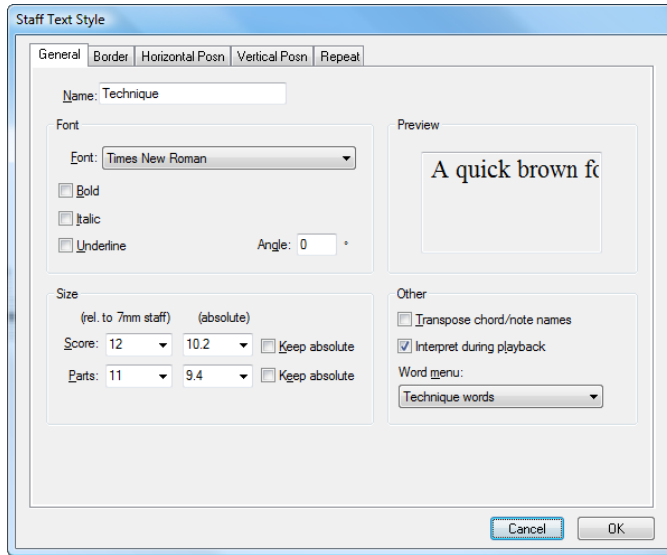 Staff Text Style
General Border Horizontal Posn Vertical Posn Repeat
Name: Technique
Font
Font: Times New Roman
Bold
Italic
Underline
Angle: 0 °
Preview
A quick brown fo
Size
(rel. to 7mm staff) (absolute)
Score: 12 10.2 Keep absolute
Parts: 11 9.4 Keep absolute
Other
Transpose chord/note names
Interpret during playback
Word menu:
Technique words
Cancel OK